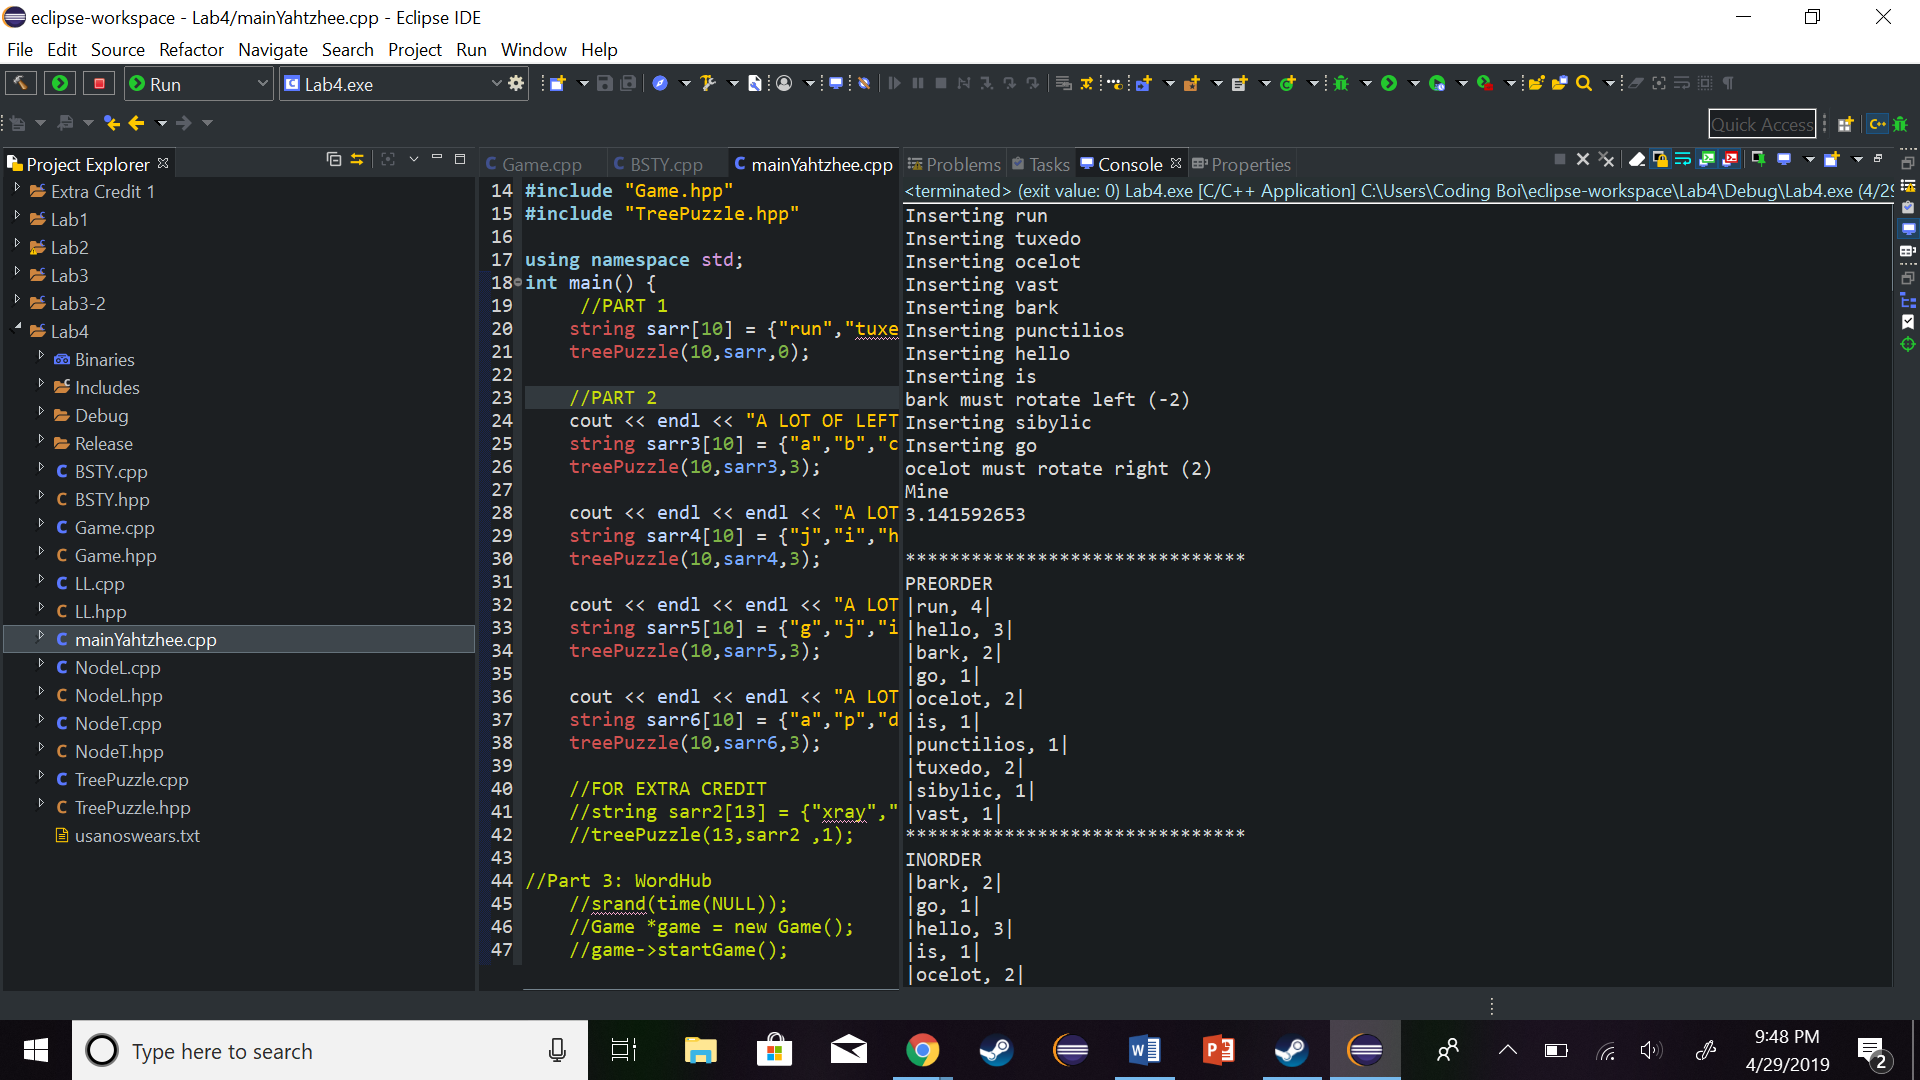 eclipse-workspace - Lab4/mainYahtzhee.cpp - Eclipse IDE
File Edit Source Refactor Navigate Search Project Run Window Help
Run
Lab4.exe
Quick Access
Project Explorer
Extra Credit 1
Lab1
Lab2
Lab3
Lab3-2
Lab4
Binaries
Includes
Debug
Release
BSTY.cpp
BSTY.hpp
Game.cpp
Game.hpp
LL.cpp
LL.hpp
mainYahtzhee.cpp
NodeL.cpp
NodeL.hpp
NodeT.cpp
NodeT.hpp
TreePuzzle.cpp
TreePuzzle.hpp
usanoswears.txt
Game.cpp BSTY.cpp mainYahtzhee.cpp
14 #include "Game.hpp"
15 #include "TreePuzzle.hpp"
16
17 using namespace std;
18 int main() {
19 //PART 1
20 string sarr[10] = {"run","tuxe
21 treePuzzle(10,sarr,0);
22
23 //PART 2
24 cout << endl << "A LOT OF LEFT
25 string sarr3[10] = {"a","b","c
26 treePuzzle(10,sarr3,3);
27
28 cout << endl << endl << "A LOT
29 string sarr4[10] = {"j","i","h
30 treePuzzle(10,sarr4,3);
31
32 cout << endl << endl << "A LOT
33 string sarr5[10] = {"g","j","i
34 treePuzzle(10,sarr5,3);
35
36 cout << endl << endl << "A LOT
37 string sarr6[10] = {"a","p","d
38 treePuzzle(10,sarr6,3);
39
40 //FOR EXTRA CREDIT
41 //string sarr2[13] = {"xray","
42 //treePuzzle(13,sarr2 ,1);
43
44 //Part 3: WordHub
45 //srand(time(NULL));
46 //Game *game = new Game();
47 //game->startGame();
Problems Tasks Console Properties
<terminated> (exit value: 0) Lab4.exe [C/C++ Application] C:\Users\Coding Boi\eclipse-workspace\Lab4\Debug\Lab4.exe (4/29
Inserting run
Inserting tuxedo
Inserting ocelot
Inserting vast
Inserting bark
Inserting punctilios
Inserting hello
Inserting is
bark must rotate left (-2)
Inserting sibylic
Inserting go
ocelot must rotate right (2)
Mine
3.141592653
*******************************
PREORDER
|run, 4|
|hello, 3|
|bark, 2|
|go, 1|
|ocelot, 2|
|is, 1|
|punctilios, 1|
|tuxedo, 2|
|sibylic, 1|
|vast, 1|
*******************************
INORDER
|bark, 2|
|go, 1|
|hello, 3|
|is, 1|
|ocelot, 2|
Type here to search
9:48 PM
4/29/2019
2